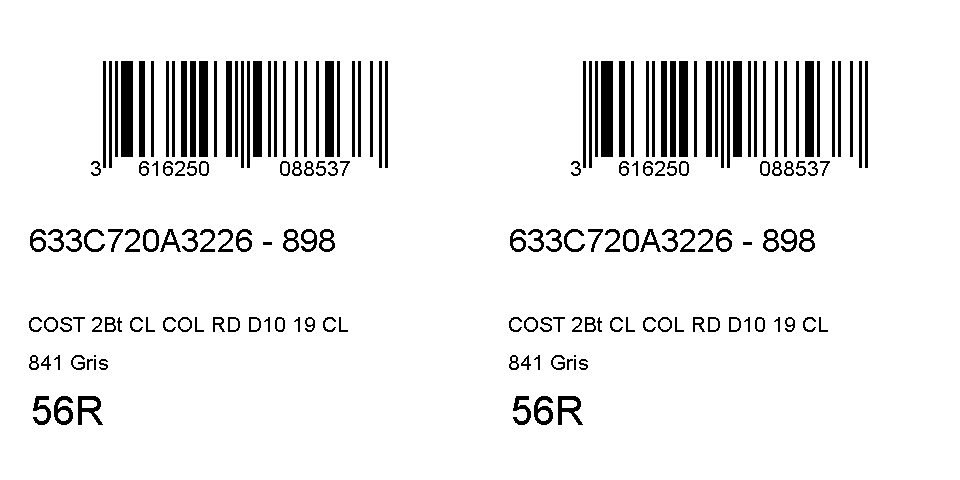 3 616250 088537
633C720A3226 - 898
COST 2Bt CL COL RD D10 19 CL
841 Gris
56R
3 616250 088537
633C720A3226 - 898
COST 2Bt CL COL RD D10 19 CL
841 Gris
56R